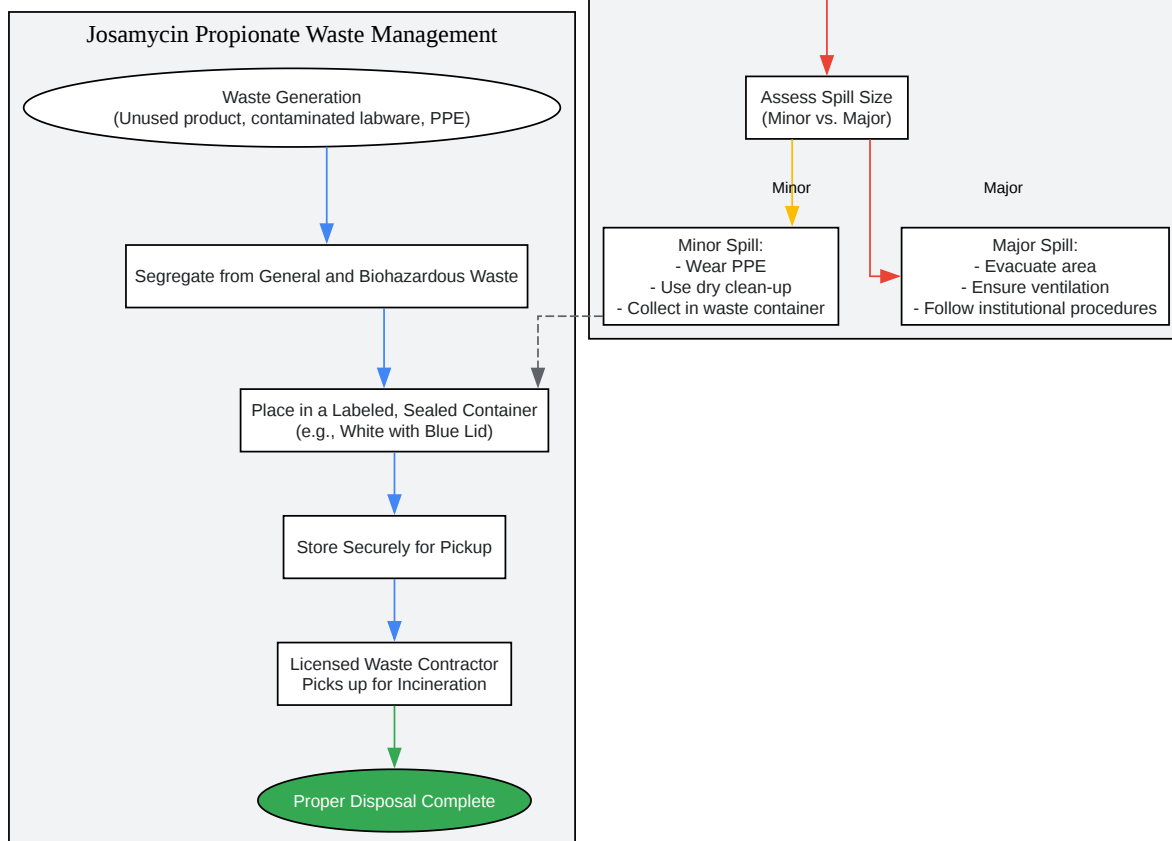 Josamycin Propionate Waste Management
Waste Generation
(Unused product, contaminated labware, PPE)
Segregate from General and Biohazardous Waste
Place in a Labeled, Sealed Container
(e.g., White with Blue Lid)
Store Securely for Pickup
Licensed Waste Contractor
Picks up for Incineration
Proper Disposal Complete
Assess Spill Size
(Minor vs. Major)
Minor
Major
Minor Spill:
- Wear PPE
- Use dry clean-up
- Collect in waste container
Major Spill:
- Evacuate area
- Ensure ventilation
- Follow institutional procedures